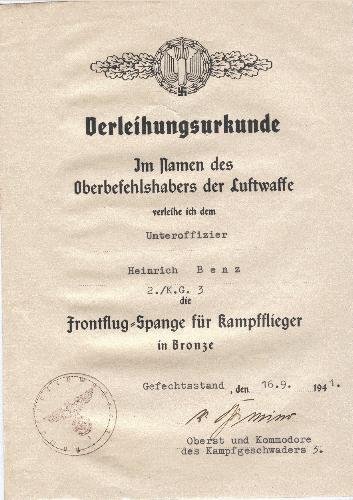 Verleihungsurkunde
Im Namen des
Oberbefehlshabers der Luftwaffe
verleihe ich dem
Unteroffizier
Heinrich B e n z
2./K.G. 3
die
Frontflug-Spange für Kampfflieger
in Bronze
Gefechtsstand, den 16.9. 1941.
Oberst und Kommodore
des Kampfgeschwaders 3.